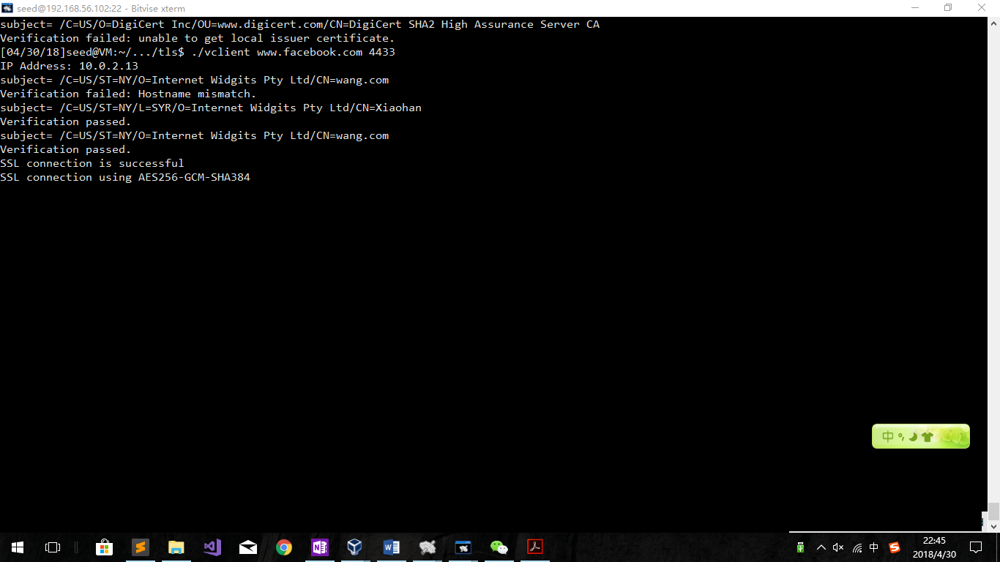 seed@192.168.56.102:22 - Bitvise xterm
subject= /C=US/O=DigiCert Inc/OU=www.digicert.com/CN=DigiCert SHA2 High Assurance Server CA
Verification failed: unable to get local issuer certificate.
[04/30/18]seed@VM:~/.../tls$ ./vclient www.facebook.com 4433
IP Address: 10.0.2.13
subject= /C=US/ST=NY/O=Internet Widgits Pty Ltd/CN=wang.com
Verification failed: Hostname mismatch.
subject= /C=US/ST=NY/L=SYR/O=Internet Widgits Pty Ltd/CN=Xiaohan
Verification passed.
subject= /C=US/ST=NY/O=Internet Widgits Pty Ltd/CN=wang.com
Verification passed.
SSL connection is successful
SSL connection using AES256-GCM-SHA384
中
中
22:45
2018/4/30